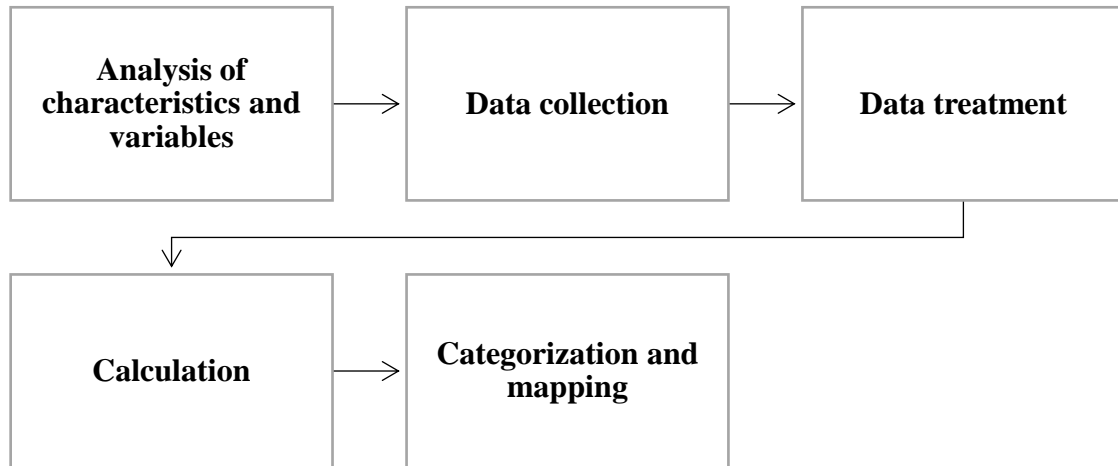 Analysis of
characteristics and
variables
Data collection
Data treatment
Calculation
Categorization and
mapping